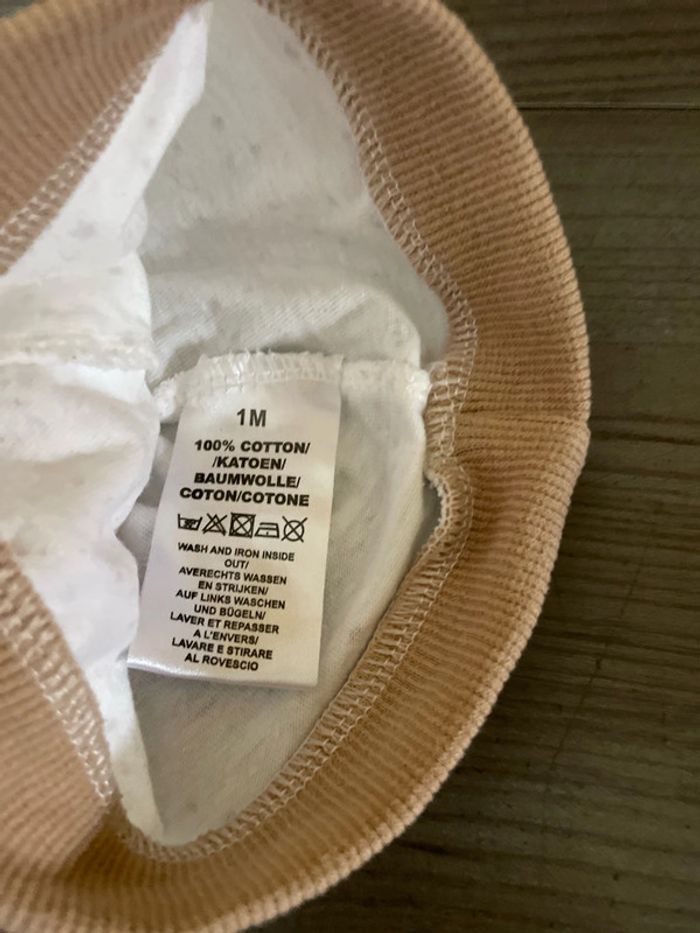 1M
100% COTTON/
/KATOEN/
BAUMWOLLE/
COTON/COTONE
WASH AND IRON INSIDE
OUT/
AVERECHTS WASSEN
EN STRIJKEN/
AUF LINKS WASCHEN
UND BÜGELN/
LAVER ET REPASSER
A L'ENVERS/
LAVARE E STIRARE
AL ROVESCIO